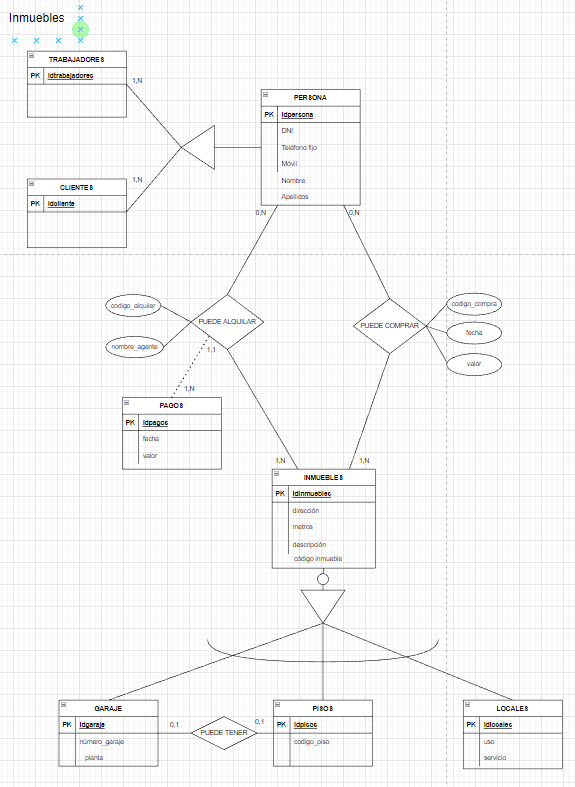 Inmuebles
TRABAJADORES
PK idtrabajadores
1,N
PERSONA
PK idpersona
DNI
Teléfono fijo
Móvil
Nombre
Apellidos
CLIENTES
PK idcliente
1,N
0,N
0,N
codigo_alquiler
nombre_agente
PUEDE ALQUILAR
1,1
PUEDE COMPRAR
codigo_compra
fecha
valor
1,N
PAGOS
PK idpagos
fecha
valor
1,N
1,N
INMUEBLES
PK idinmuebles
dirección
metros
descripción
código inmueble
GARAJE
PK idgaraje
número_garaje
planta
0,1
PUEDE TENER
0,1
PISOS
PK idpisos
codigo_piso
LOCALES
PK idlocales
uso
servicio